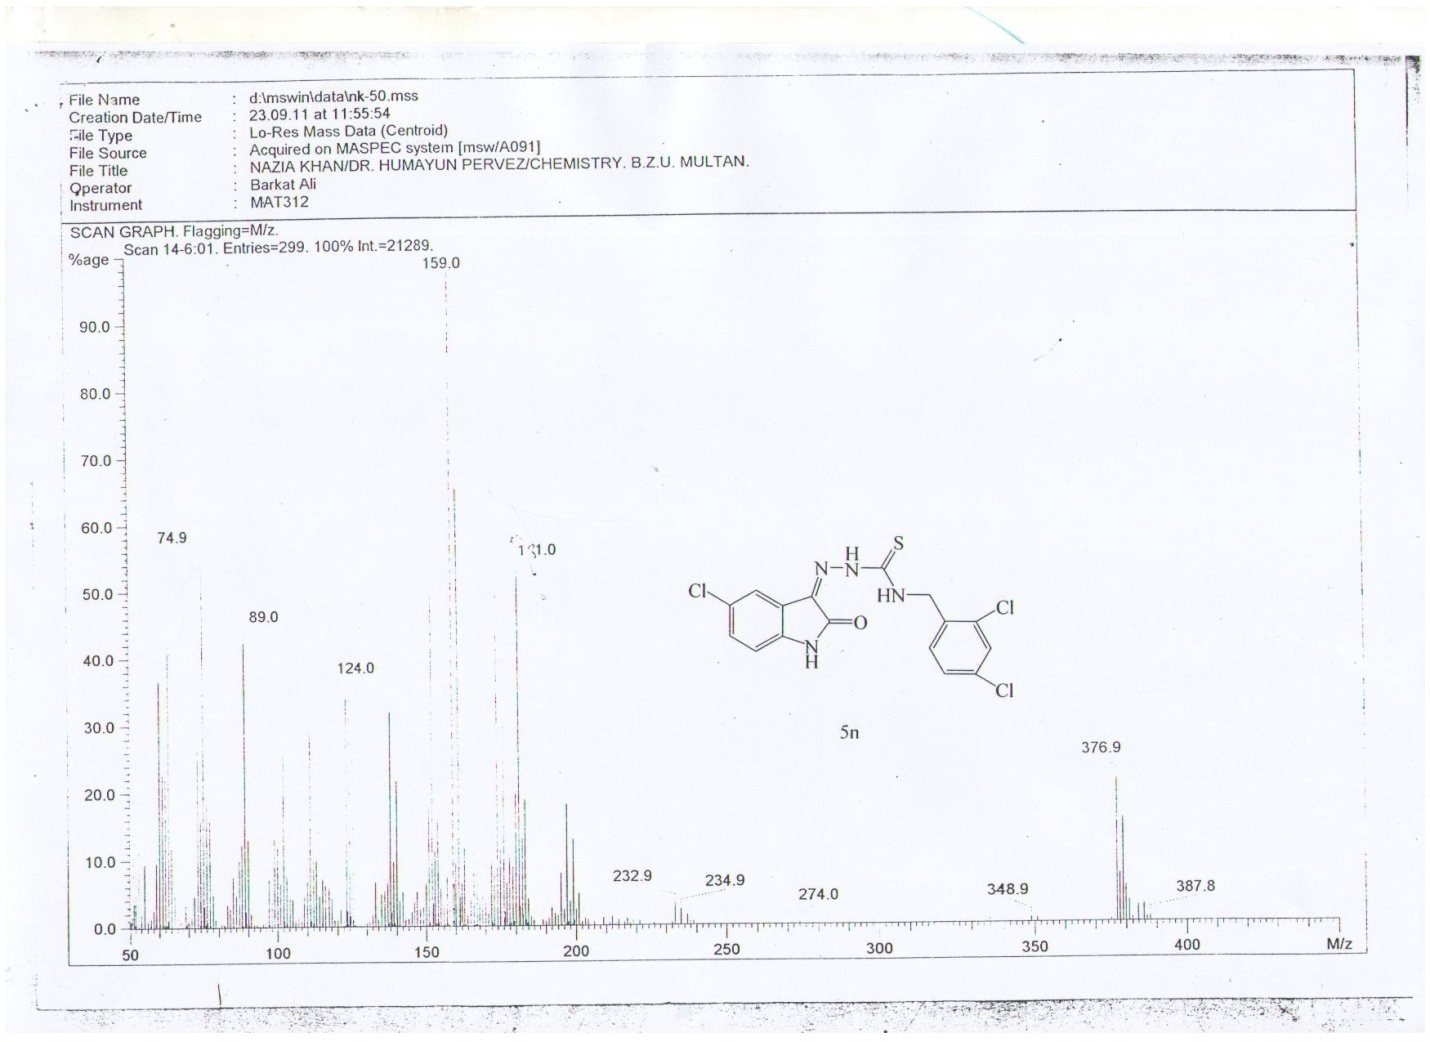 File Name : d:\mswin\data\nk-50.mss
Creation Date/Time : 23.09.11 at 11:55:54
File Type : Lo-Res Mass Data (Centroid)
File Source : Acquired on MASPEC system [msw/A091]
File Title : NAZIA KHAN/DR. HUMAYUN PERVEZ/CHEMISTRY. B.Z.U. MULTAN.
Operator : Barkat Ali
Instrument : MAT312
SCAN GRAPH. Flagging=M/z.
Scan 14-6:01. Entries=299. 100% Int.=21289.
%age
159.0
90.0
80.0
70.0
60.0
74.9
181.0
50.0
89.0
40.0
124.0
30.0
376.9
20.0
10.0
232.9
234.9
274.0
348.9
387.8
0.0
50 100 150 200 250 300 350 400 M/z
S
H
N N
Cl HN Cl
O
N
H
Cl
5n